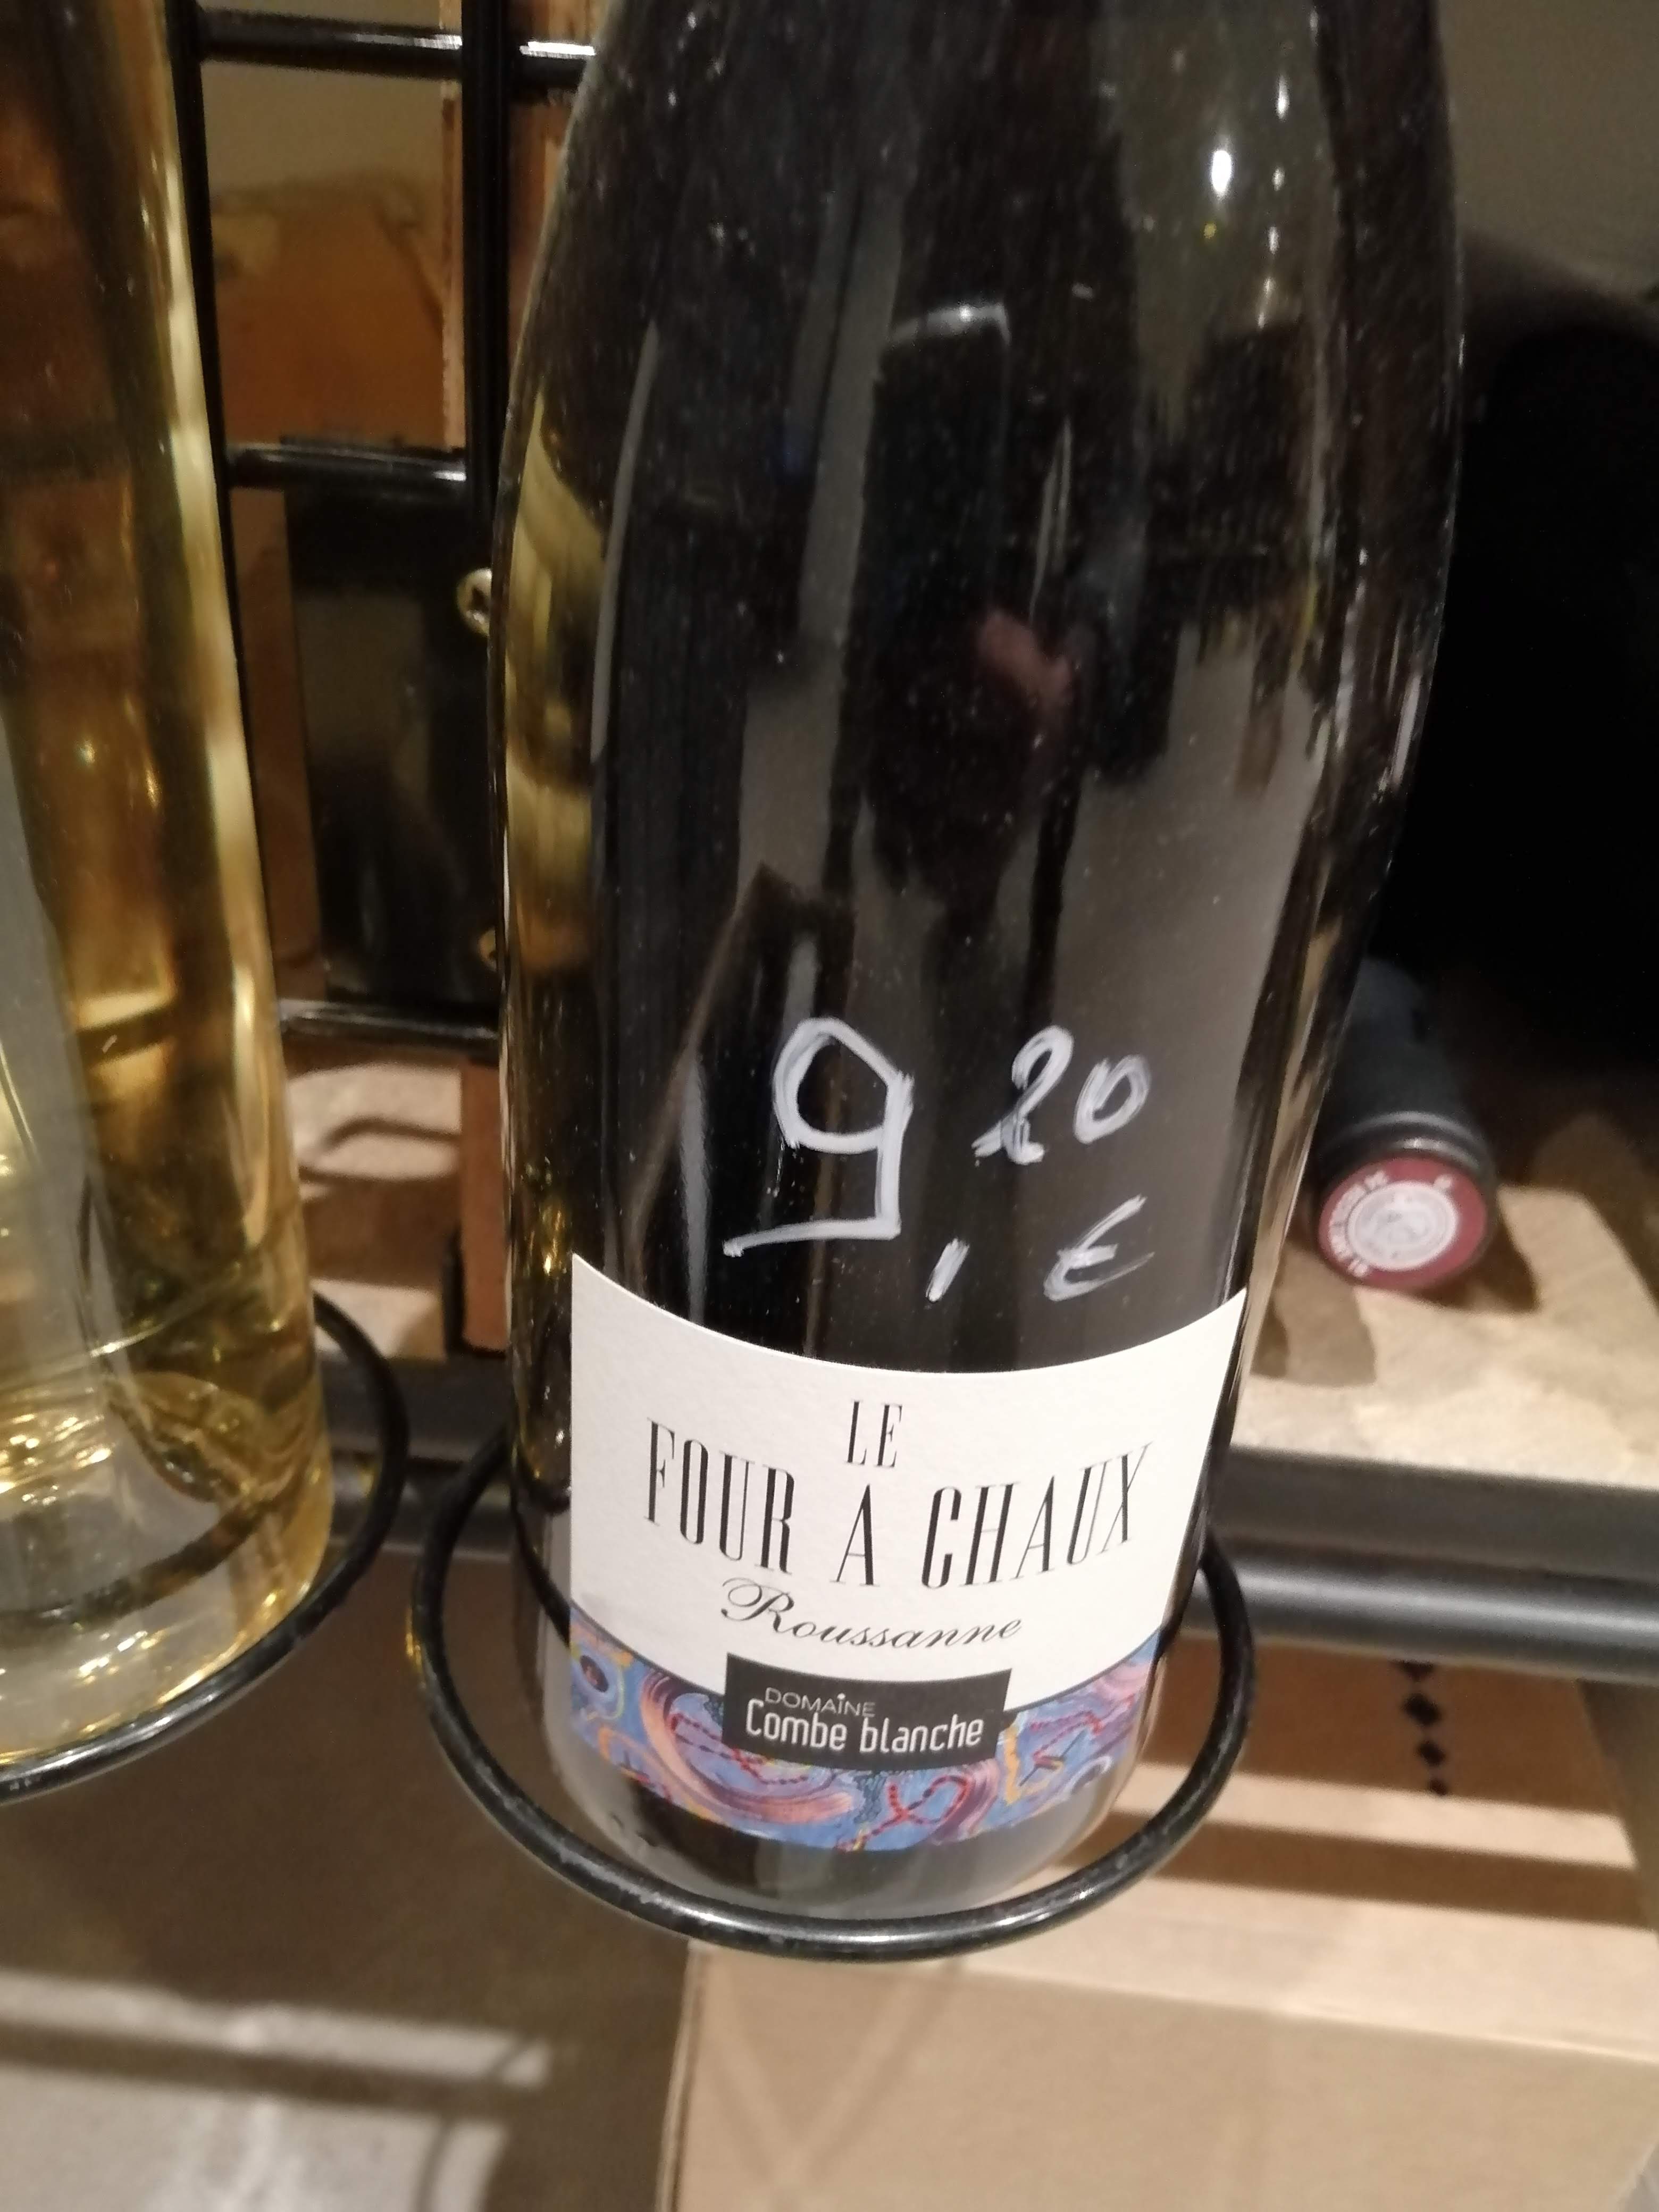 9,20
€
LE
FOUR A CHAUX
Roussanne
DOMAiNE
Combe blanche